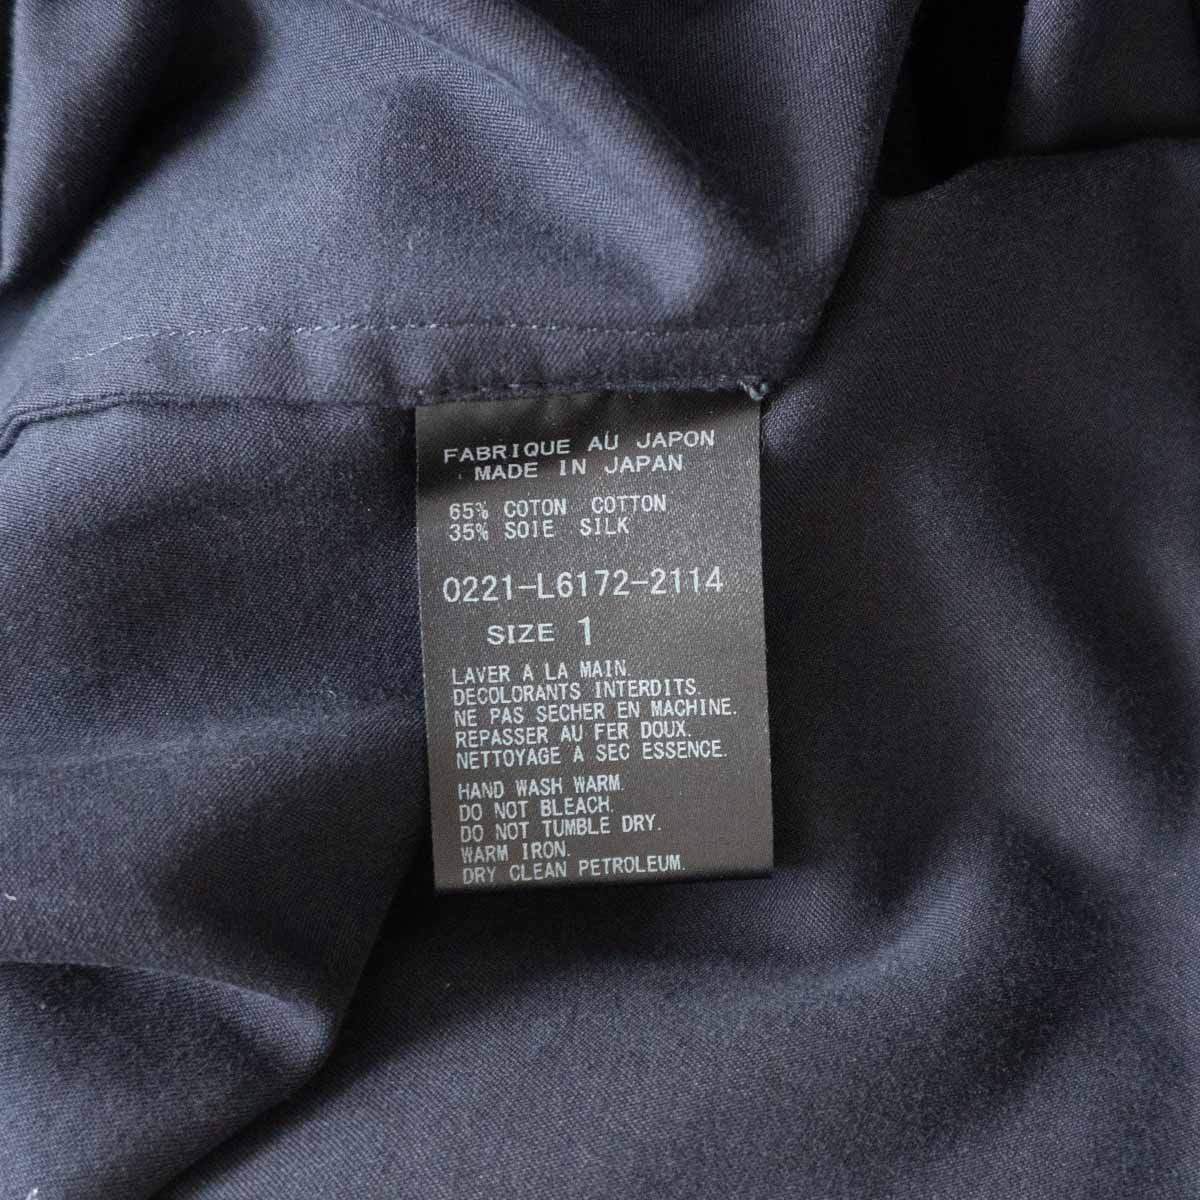 FABRIQUE AU JAPON
MADE IN JAPAN
65% COTON COTTON
35% SOIE SILK
0221-L6172-2114
SIZE 1
LAVER A LA MAIN.
DECOLORANTS INTERDITS.
NE PAS SECHER EN MACHINE.
REPASSER AU FER DOUX.
NETTOYAGE A SEC ESSENCE.
HAND WASH WARM.
DO NOT BLEACH.
DO NOT TUMBLE DRY.
WARM IRON.
DRY CLEAN PETROLEUM.